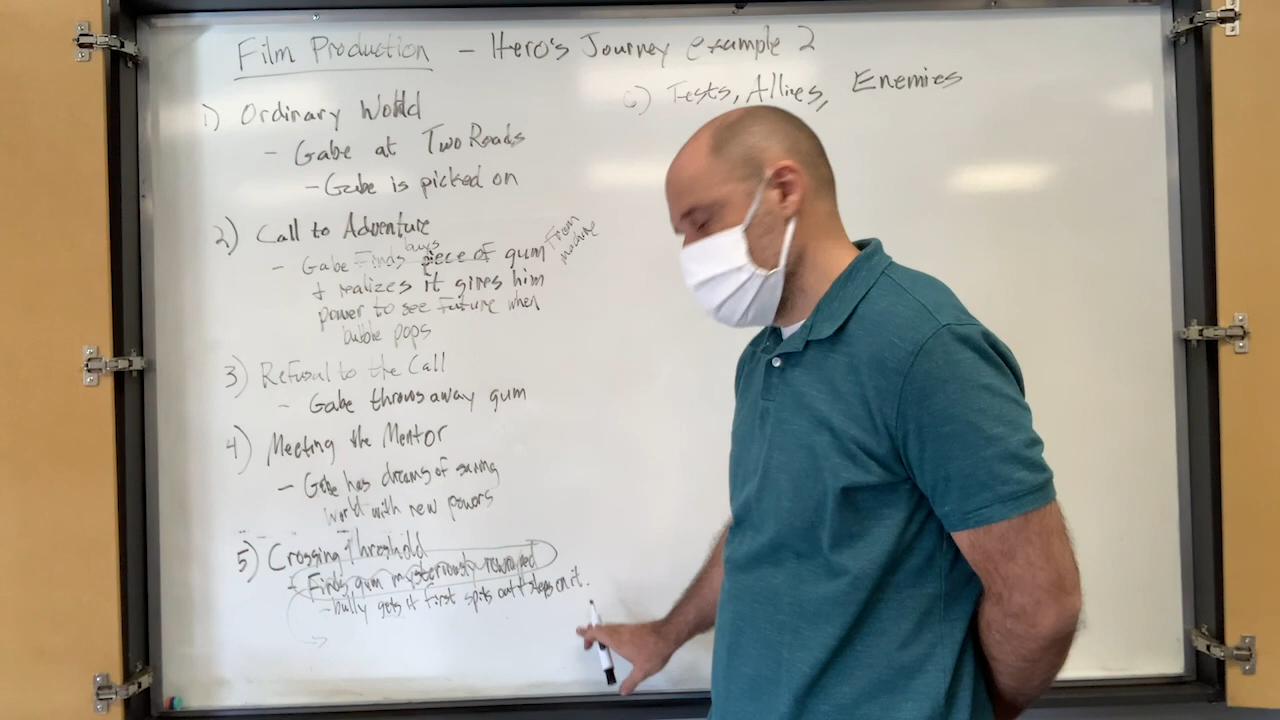 Film Production - Hero's Journey example 2
1) Ordinary World
- Gabe at Two Roads
- Gabe is picked on
2) Call to Adventure
- Gabe finds buys piece of gum from machine
+ realizes it gives him
power to see future when
bubble pops
3) Refusal to the Call
- Gabe throws away gum
4) Meeting the Mentor
- Gabe has dreams of saving
world with new powers
5) Crossing Threshold
- Finds gum mysteriously
- bully gets it first spits out + steps on it.
6) Tests, Allies, Enemies